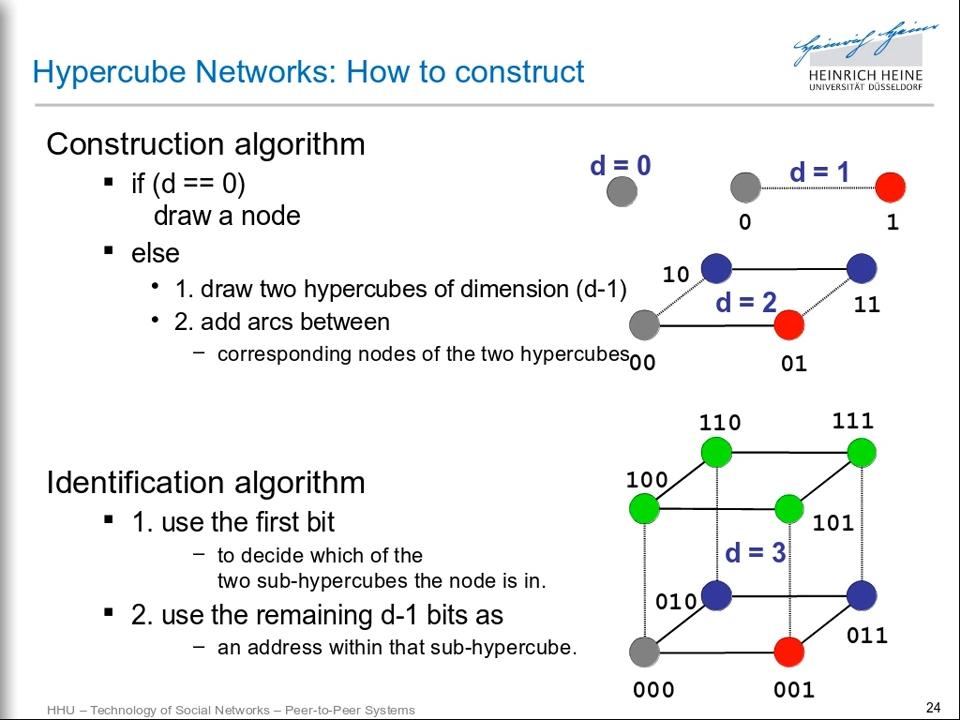 Hypercube Networks: How to construct
Heinrich Heine
HEINRICH HEINE
UNIVERSITÄT DÜSSELDORF
Construction algorithm
▪ if (d == 0)
draw a node
▪ else
• 1. draw two hypercubes of dimension (d-1)
• 2. add arcs between
– corresponding nodes of the two hypercubes
d = 0
d = 1
0
1
10
d = 2
11
00
01
Identification algorithm
▪ 1. use the first bit
– to decide which of the
two sub-hypercubes the node is in.
▪ 2. use the remaining d-1 bits as
– an address within that sub-hypercube.
110
111
100
101
d = 3
010
011
000
001
HHU – Technology of Social Networks – Peer-to-Peer Systems
24